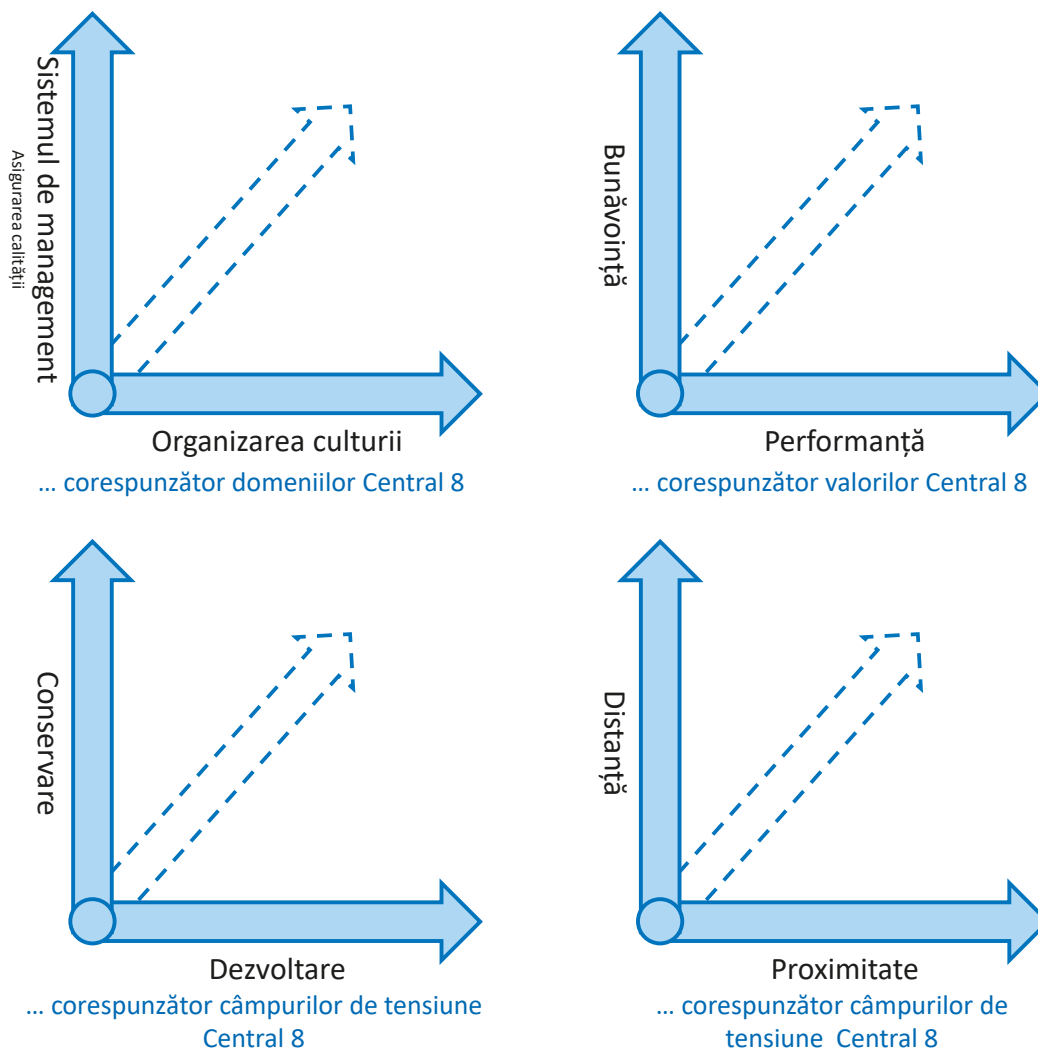 Sistemul de management
Asigurarea calității
Organizarea culturii
... corespunzător domeniilor Central 8
Bunăvoință
Performanță
... corespunzător valorilor Central 8
Conservare
Dezvoltare
... corespunzător câmpurilor de tensiune
Central 8
Distanță
Proximitate
... corespunzător câmpurilor de
tensiune Central 8